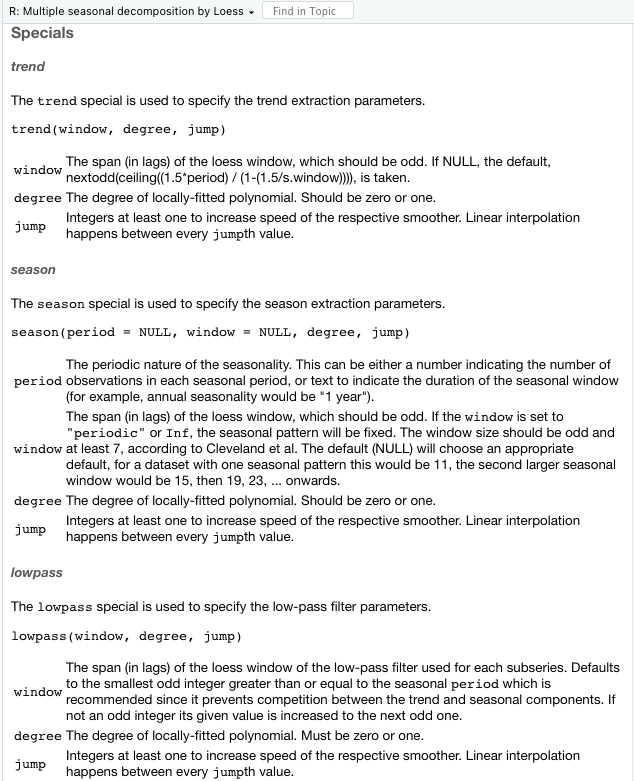 R: Multiple seasonal decomposition by Loess Find in Topic
Specials
trend
The trend special is used to specify the trend extraction parameters.
trend(window, degree, jump)
window The span (in lags) of the loess window, which should be odd. If NULL, the default,
nextodd(ceiling((1.5*period) / (1-(1.5/s.window)))), is taken.
degree The degree of locally-fitted polynomial. Should be zero or one.
jump Integers at least one to increase speed of the respective smoother. Linear interpolation
happens between every jumpth value.
season
The season special is used to specify the season extraction parameters.
season(period = NULL, window = NULL, degree, jump)
The periodic nature of the seasonality. This can be either a number indicating the number of
period observations in each seasonal period, or text to indicate the duration of the seasonal window
(for example, annual seasonality would be "1 year").
The span (in lags) of the loess window, which should be odd. If the window is set to
"periodic" or Inf, the seasonal pattern will be fixed. The window size should be odd and
window at least 7, according to Cleveland et al. The default (NULL) will choose an appropriate
default, for a dataset with one seasonal pattern this would be 11, the second larger seasonal
window would be 15, then 19, 23, ... onwards.
degree The degree of locally-fitted polynomial. Should be zero or one.
jump Integers at least one to increase speed of the respective smoother. Linear interpolation
happens between every jumpth value.
lowpass
The lowpass special is used to specify the low-pass filter parameters.
lowpass(window, degree, jump)
The span (in lags) of the loess window of the low-pass filter used for each subseries. Defaults
to the smallest odd integer greater than or equal to the seasonal period which is
window recommended since it prevents competition between the trend and seasonal components. If
not an odd integer its given value is increased to the next odd one.
degree The degree of locally-fitted polynomial. Must be zero or one.
jump Integers at least one to increase speed of the respective smoother. Linear interpolation
happens between every jumpth value.